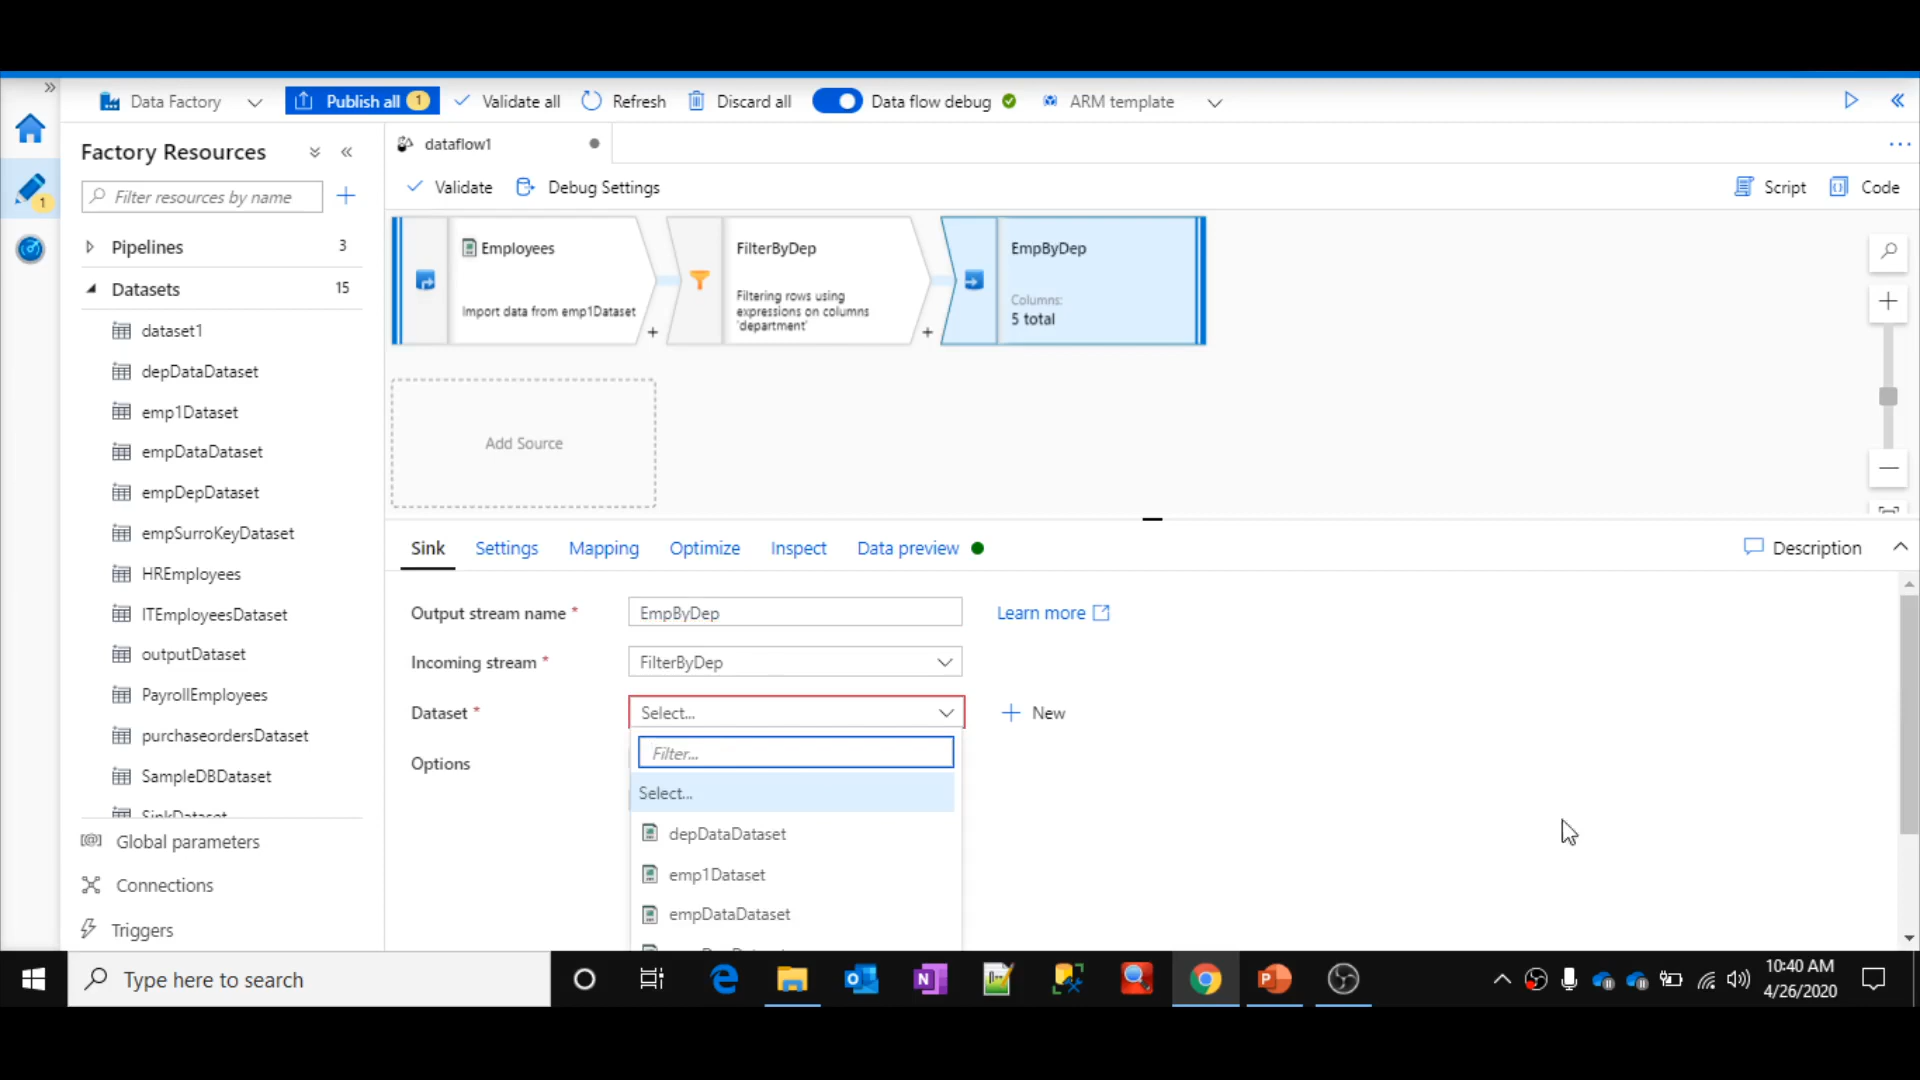 Data Factory
Publish all 1
Validate all
Refresh
Discard all
Data flow debug
ARM template
Factory Resources
Filter resources by name
Pipelines 3
Datasets 15
dataset1
depDataDataset
emp1Dataset
empDataDataset
empDepDataset
empSurroKeyDataset
HREmployees
ITEmployeesDataset
outputDataset
PayrollEmployees
purchaseordersDataset
SampleDBDataset
SinkDataset
Global parameters
Connections
Triggers
1
dataflow1
Validate
Debug Settings
Script
Code
Employees
Import data from emp1Dataset
FilterByDep
Filtering rows using
expressions on columns
'department'
EmpByDep
Columns:
5 total
Add Source
Sink
Settings
Mapping
Optimize
Inspect
Data preview
Description
Output stream name *
EmpByDep
Learn more
Incoming stream *
FilterByDep
Dataset *
Select...
New
Options
Filter...
Select...
depDataDataset
emp1Dataset
empDataDataset
Type here to search
10:40 AM
4/26/2020